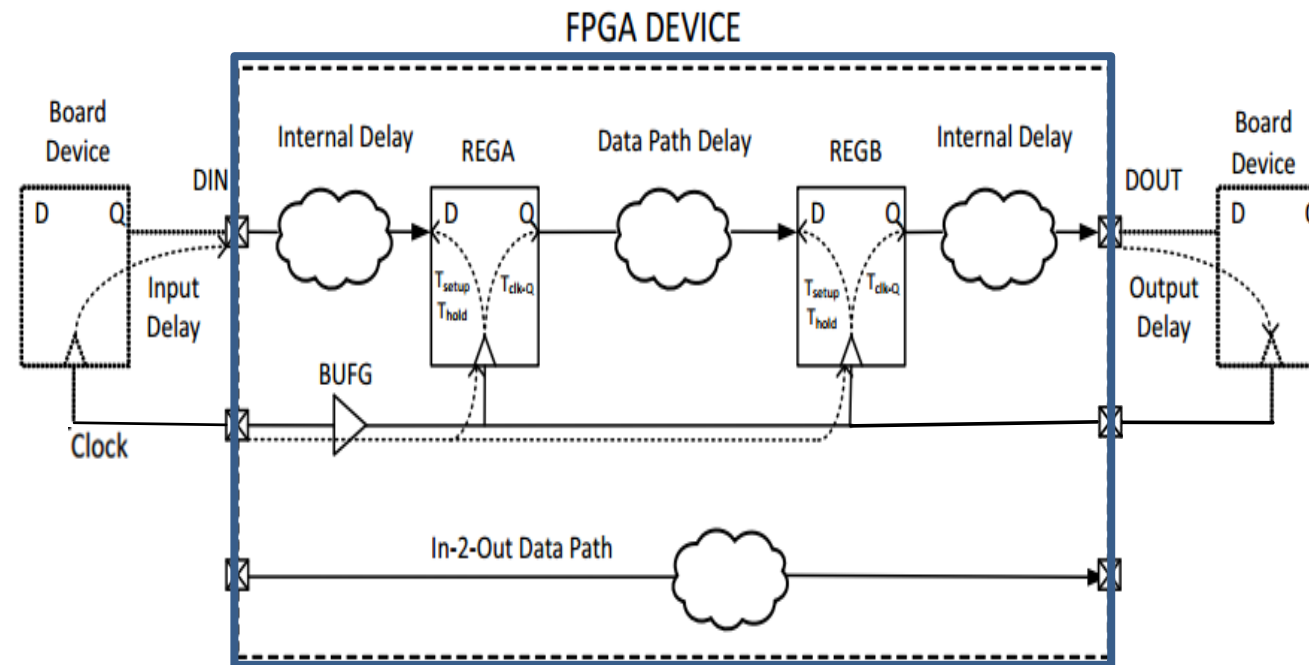 FPGA DEVICE
Board
Device
D Q
Input
Delay
Clock
DIN
Internal Delay
REGA
D Q
Tsetup
Thold
Tclk-Q
BUFG
Data Path Delay
REGB
D Q
Tsetup
Thold
Tclk-Q
Internal Delay
DOUT
Output
Delay
Board
Device
D Q
In-2-Out Data Path